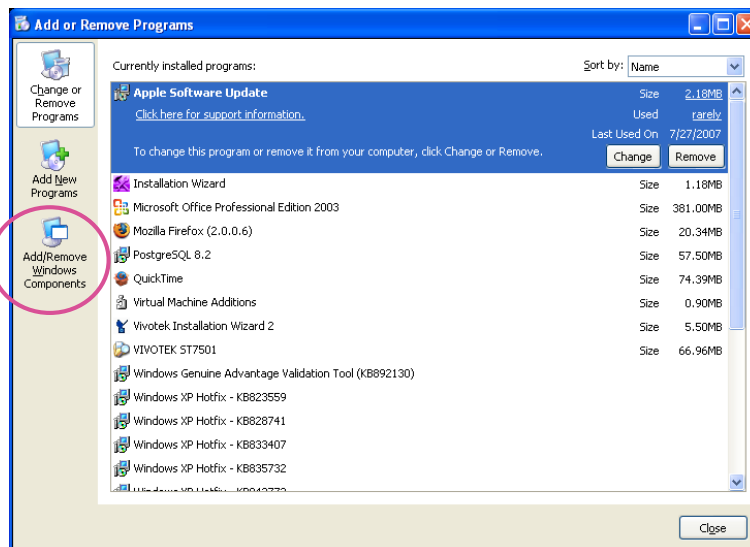 Add or Remove Programs
Change or
Remove
Programs
Add New
Programs
Add/Remove
Windows
Components
Currently installed programs:
Sort by: Name
Apple Software Update Size 2.18MB
Click here for support information. Used rarely
Last Used On 7/27/2007
To change this program or remove it from your computer, click Change or Remove. Change Remove
Installation Wizard Size 1.18MB
Microsoft Office Professional Edition 2003 Size 381.00MB
Mozilla Firefox (2.0.0.6) Size 20.34MB
PostgreSQL 8.2 Size 57.50MB
QuickTime Size 74.39MB
Virtual Machine Additions Size 0.90MB
Vivotek Installation Wizard 2 Size 5.50MB
VIVOTEK ST7501 Size 66.96MB
Windows Genuine Advantage Validation Tool (KB892130)
Windows XP Hotfix - KB823559
Windows XP Hotfix - KB828741
Windows XP Hotfix - KB833407
Windows XP Hotfix - KB835732
Windows XP Hotfix
Close